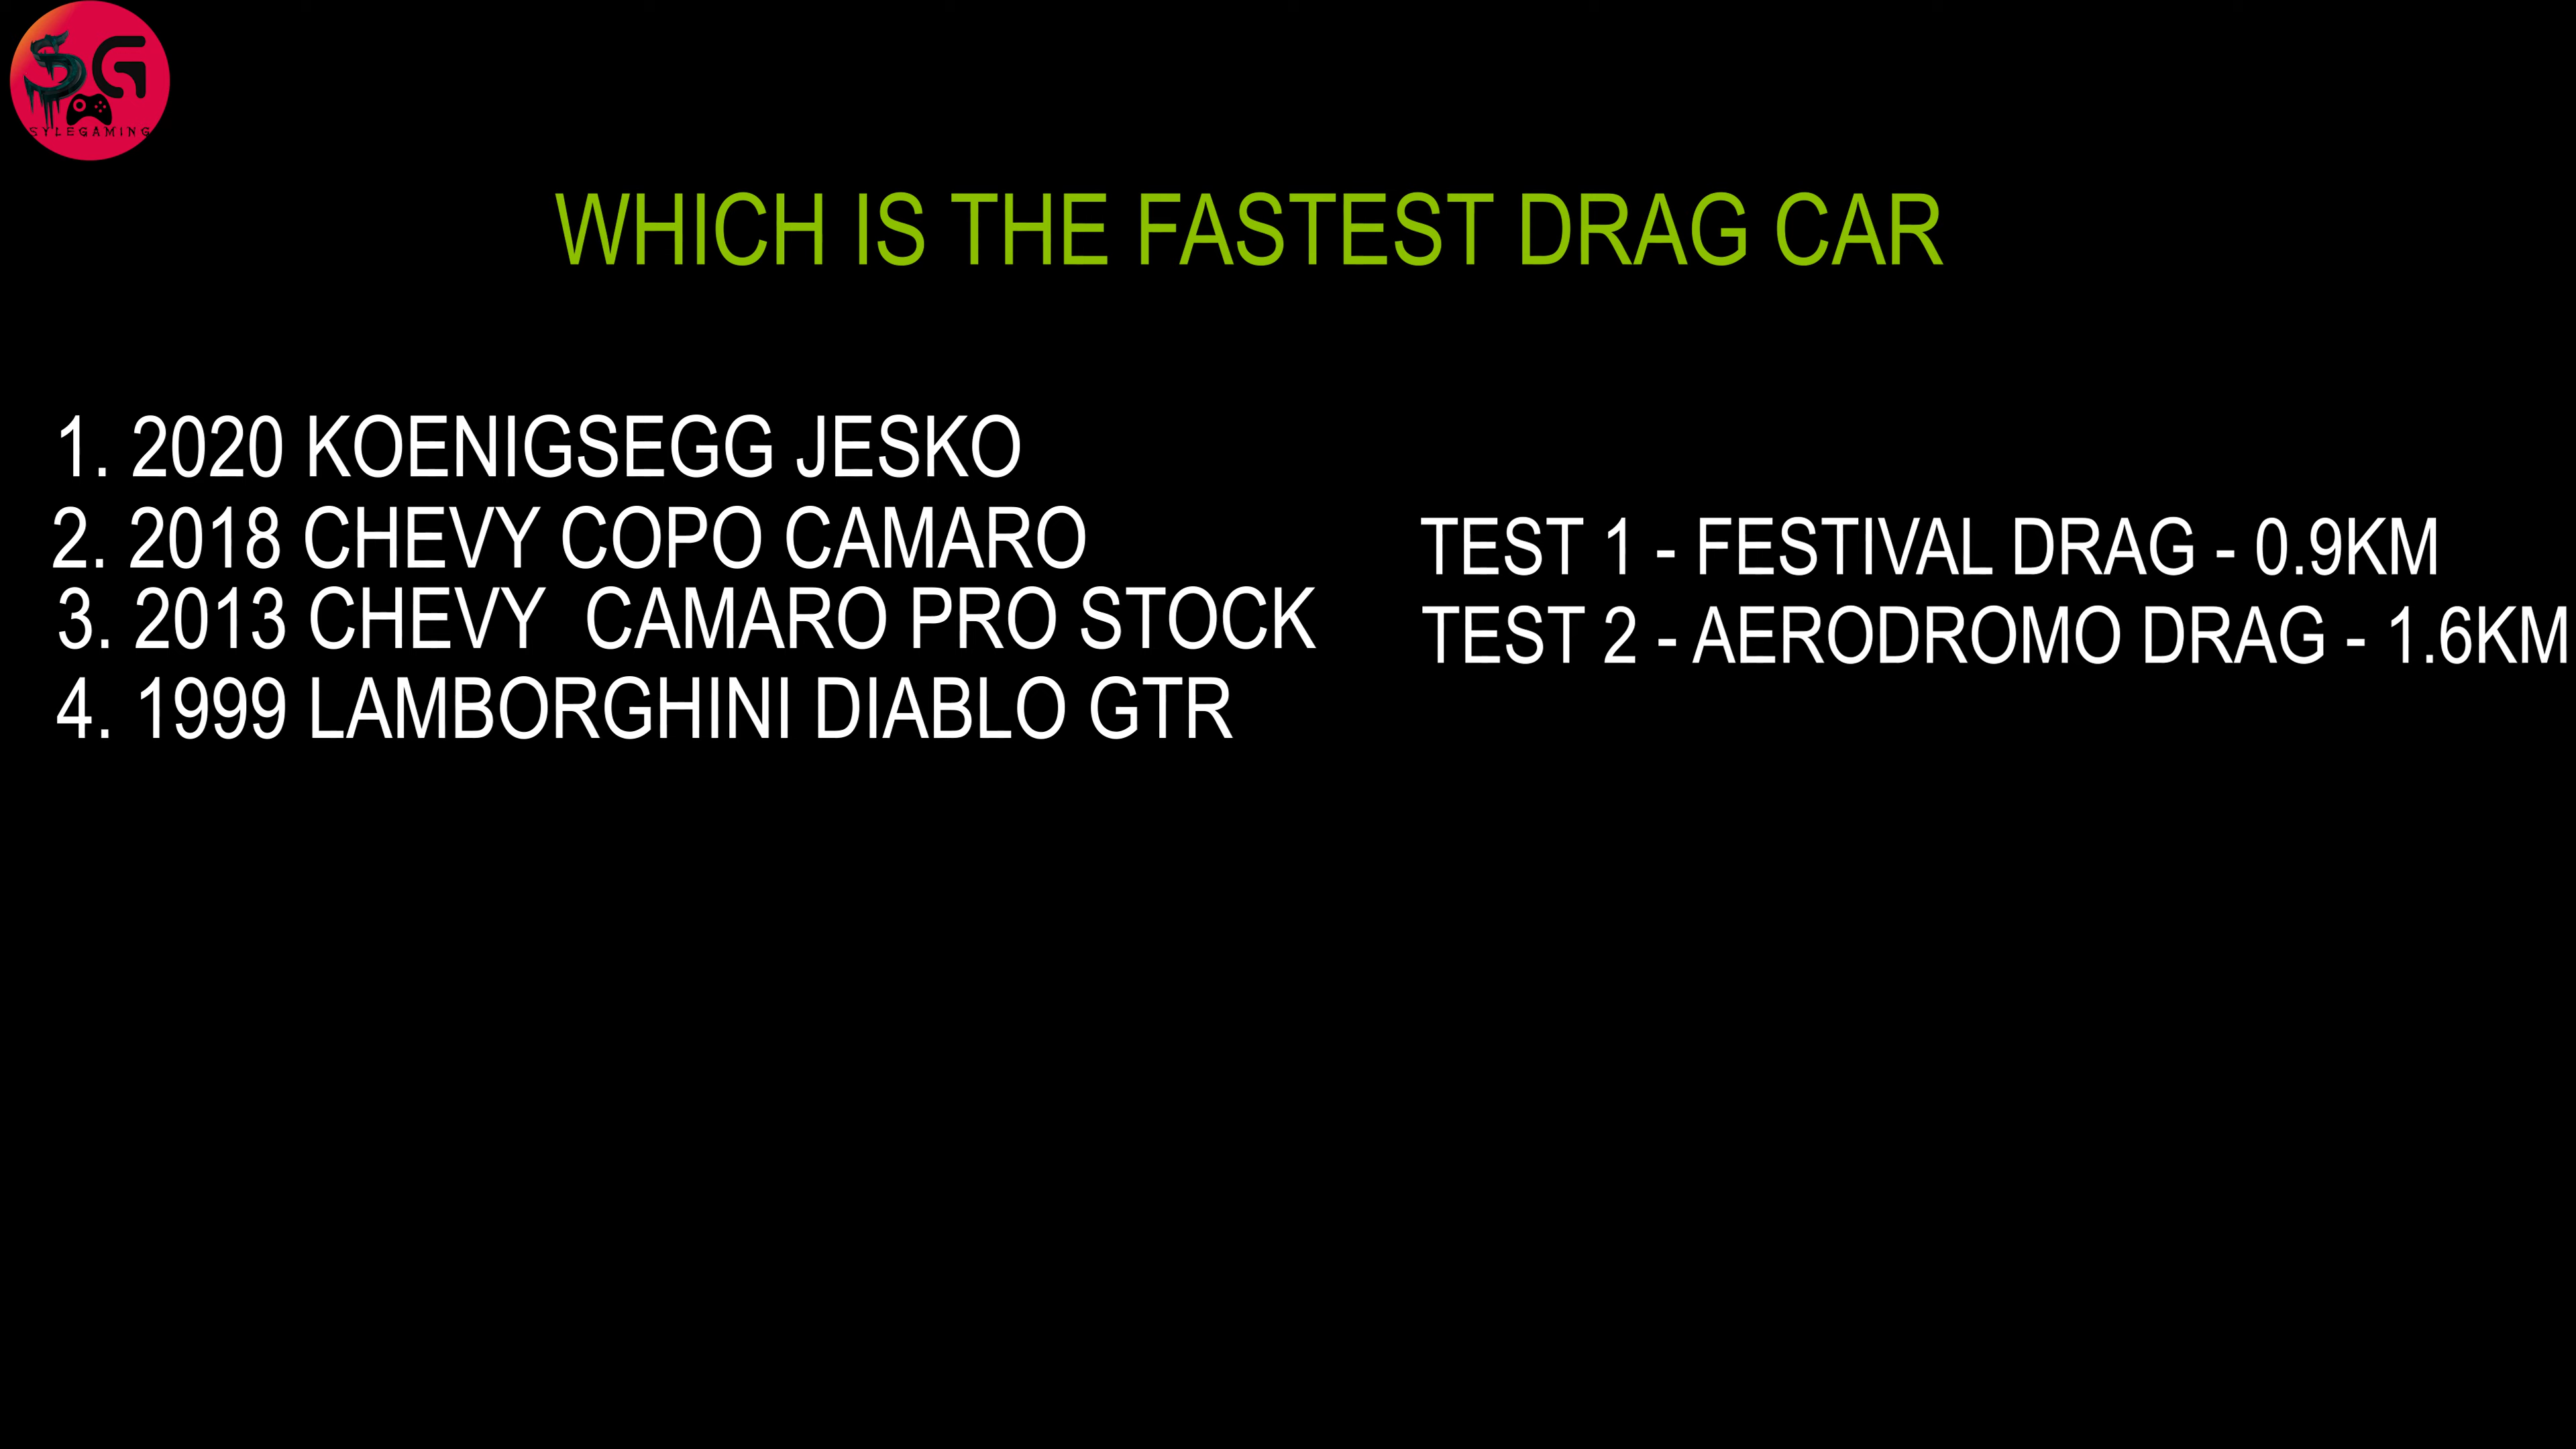 SG
SYLEGAMING
WHICH IS THE FASTEST DRAG CAR
1. 2020 KOENIGSEGG JESKO
2. 2018 CHEVY COPO CAMARO
3. 2013 CHEVY  CAMARO PRO STOCK
4. 1999 LAMBORGHINI DIABLO GTR
TEST 1 - FESTIVAL DRAG - 0.9KM
TEST 2 - AERODROMO DRAG - 1.6KM